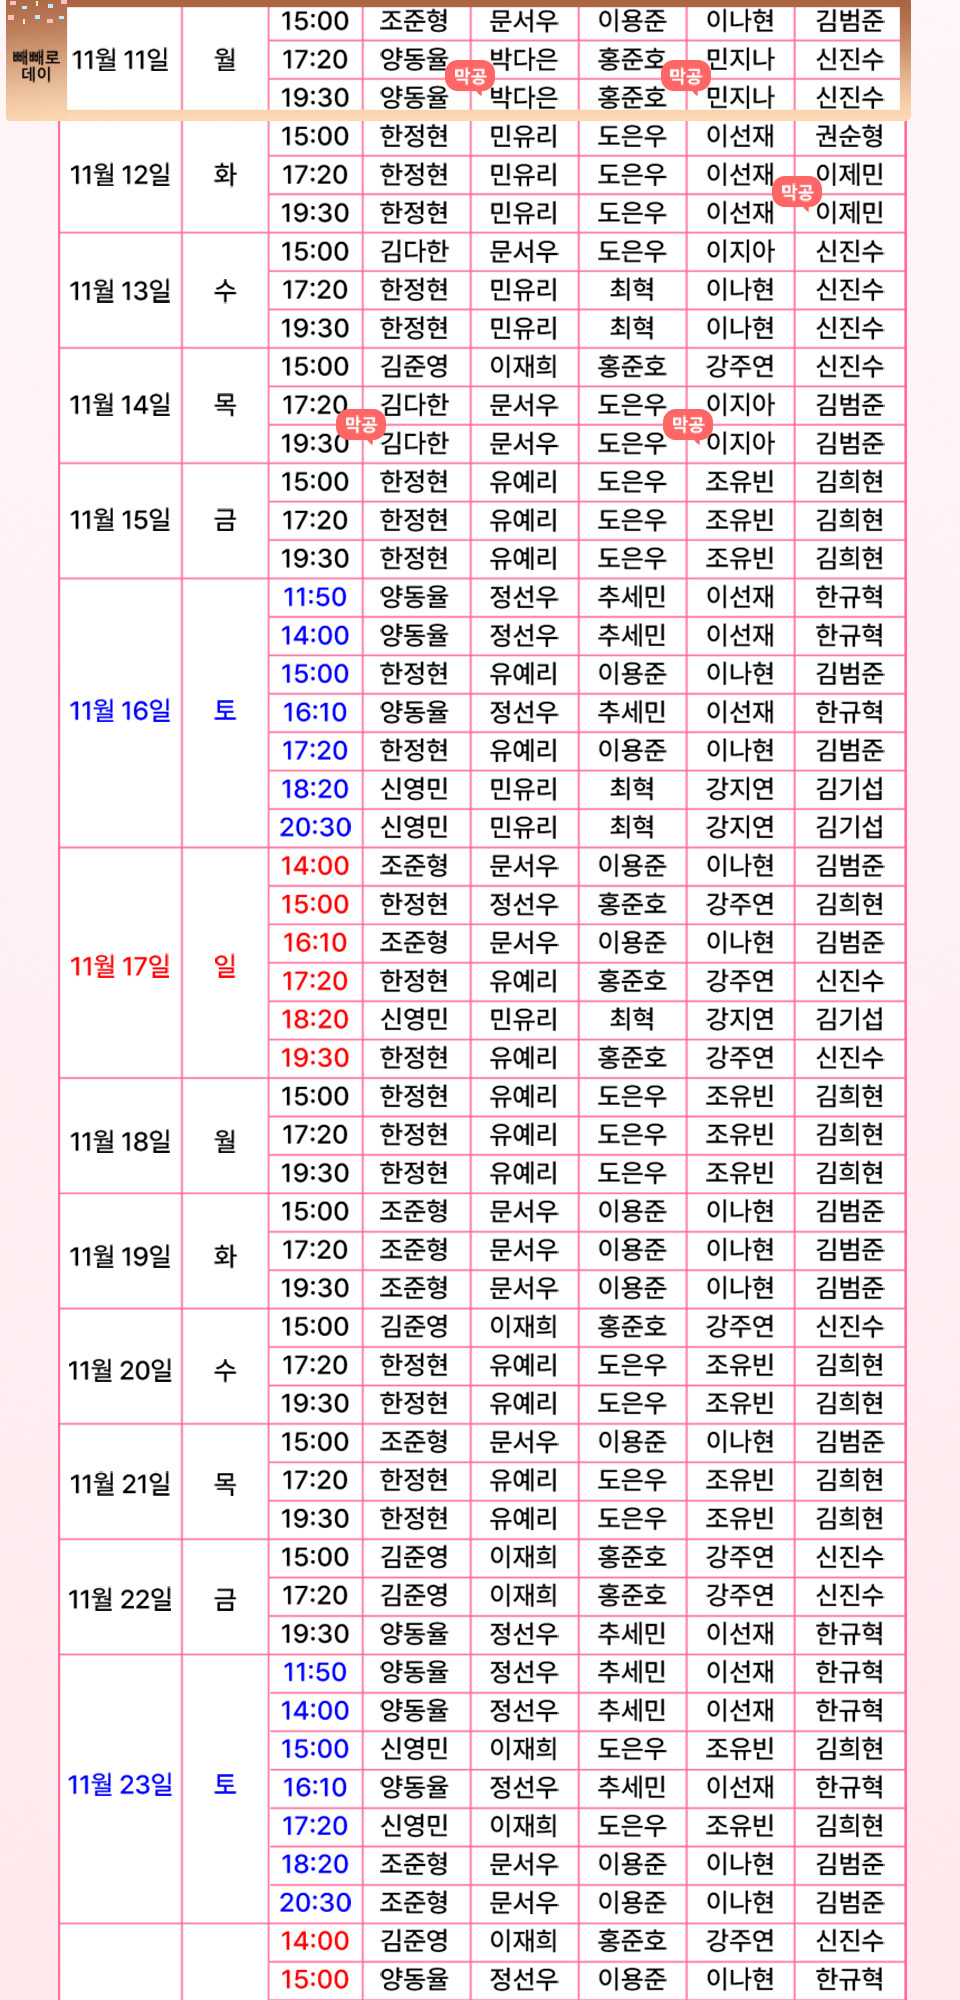 빼빼로
데이
11월 11일 월
15:00 조준형 문서우 이용준 이나현 김범준
17:20 양동율 박다은 홍준호 민지나 신진수
막공 막공
19:30 양동율 박다은 홍준호 민지나 신진수
11월 12일 화
15:00 한정현 민유리 도은우 이선재 권순형
17:20 한정현 민유리 도은우 이선재 이제민
막공
19:30 한정현 민유리 도은우 이선재 이제민
11월 13일 수
15:00 김다한 문서우 도은우 이지아 신진수
17:20 한정현 민유리 최혁 이나현 신진수
19:30 한정현 민유리 최혁 이나현 신진수
11월 14일 목
15:00 김준영 이재희 홍준호 강주연 신진수
17:20 김다한 문서우 도은우 이지아 김범준
막공 막공
19:30 김다한 문서우 도은우 이지아 김범준
11월 15일 금
15:00 한정현 유예리 도은우 조유빈 김희현
17:20 한정현 유예리 도은우 조유빈 김희현
19:30 한정현 유예리 도은우 조유빈 김희현
11월 16일 토
11:50 양동율 정선우 추세민 이선재 한규혁
14:00 양동율 정선우 추세민 이선재 한규혁
15:00 한정현 유예리 이용준 이나현 김범준
16:10 양동율 정선우 추세민 이선재 한규혁
17:20 한정현 유예리 이용준 이나현 김범준
18:20 신영민 민유리 최혁 강지연 김기섭
20:30 신영민 민유리 최혁 강지연 김기섭
11월 17일 일
14:00 조준형 문서우 이용준 이나현 김범준
15:00 한정현 정선우 홍준호 강주연 김희현
16:10 조준형 문서우 이용준 이나현 김범준
17:20 한정현 유예리 홍준호 강주연 신진수
18:20 신영민 민유리 최혁 강지연 김기섭
19:30 한정현 유예리 홍준호 강주연 신진수
11월 18일 월
15:00 한정현 유예리 도은우 조유빈 김희현
17:20 한정현 유예리 도은우 조유빈 김희현
19:30 한정현 유예리 도은우 조유빈 김희현
11월 19일 화
15:00 조준형 문서우 이용준 이나현 김범준
17:20 조준형 문서우 이용준 이나현 김범준
19:30 조준형 문서우 이용준 이나현 김범준
11월 20일 수
15:00 김준영 이재희 홍준호 강주연 신진수
17:20 한정현 유예리 도은우 조유빈 김희현
19:30 한정현 유예리 도은우 조유빈 김희현
11월 21일 목
15:00 조준형 문서우 이용준 이나현 김범준
17:20 한정현 유예리 도은우 조유빈 김희현
19:30 한정현 유예리 도은우 조유빈 김희현
11월 22일 금
15:00 김준영 이재희 홍준호 강주연 신진수
17:20 김준영 이재희 홍준호 강주연 신진수
19:30 양동율 정선우 추세민 이선재 한규혁
11월 23일 토
11:50 양동율 정선우 추세민 이선재 한규혁
14:00 양동율 정선우 추세민 이선재 한규혁
15:00 신영민 이재희 도은우 조유빈 김희현
16:10 양동율 정선우 추세민 이선재 한규혁
17:20 신영민 이재희 도은우 조유빈 김희현
18:20 조준형 문서우 이용준 이나현 김범준
20:30 조준형 문서우 이용준 이나현 김범준
14:00 김준영 이재희 홍준호 강주연 신진수
15:00 양동율 정선우 이용준 이나현 한규혁